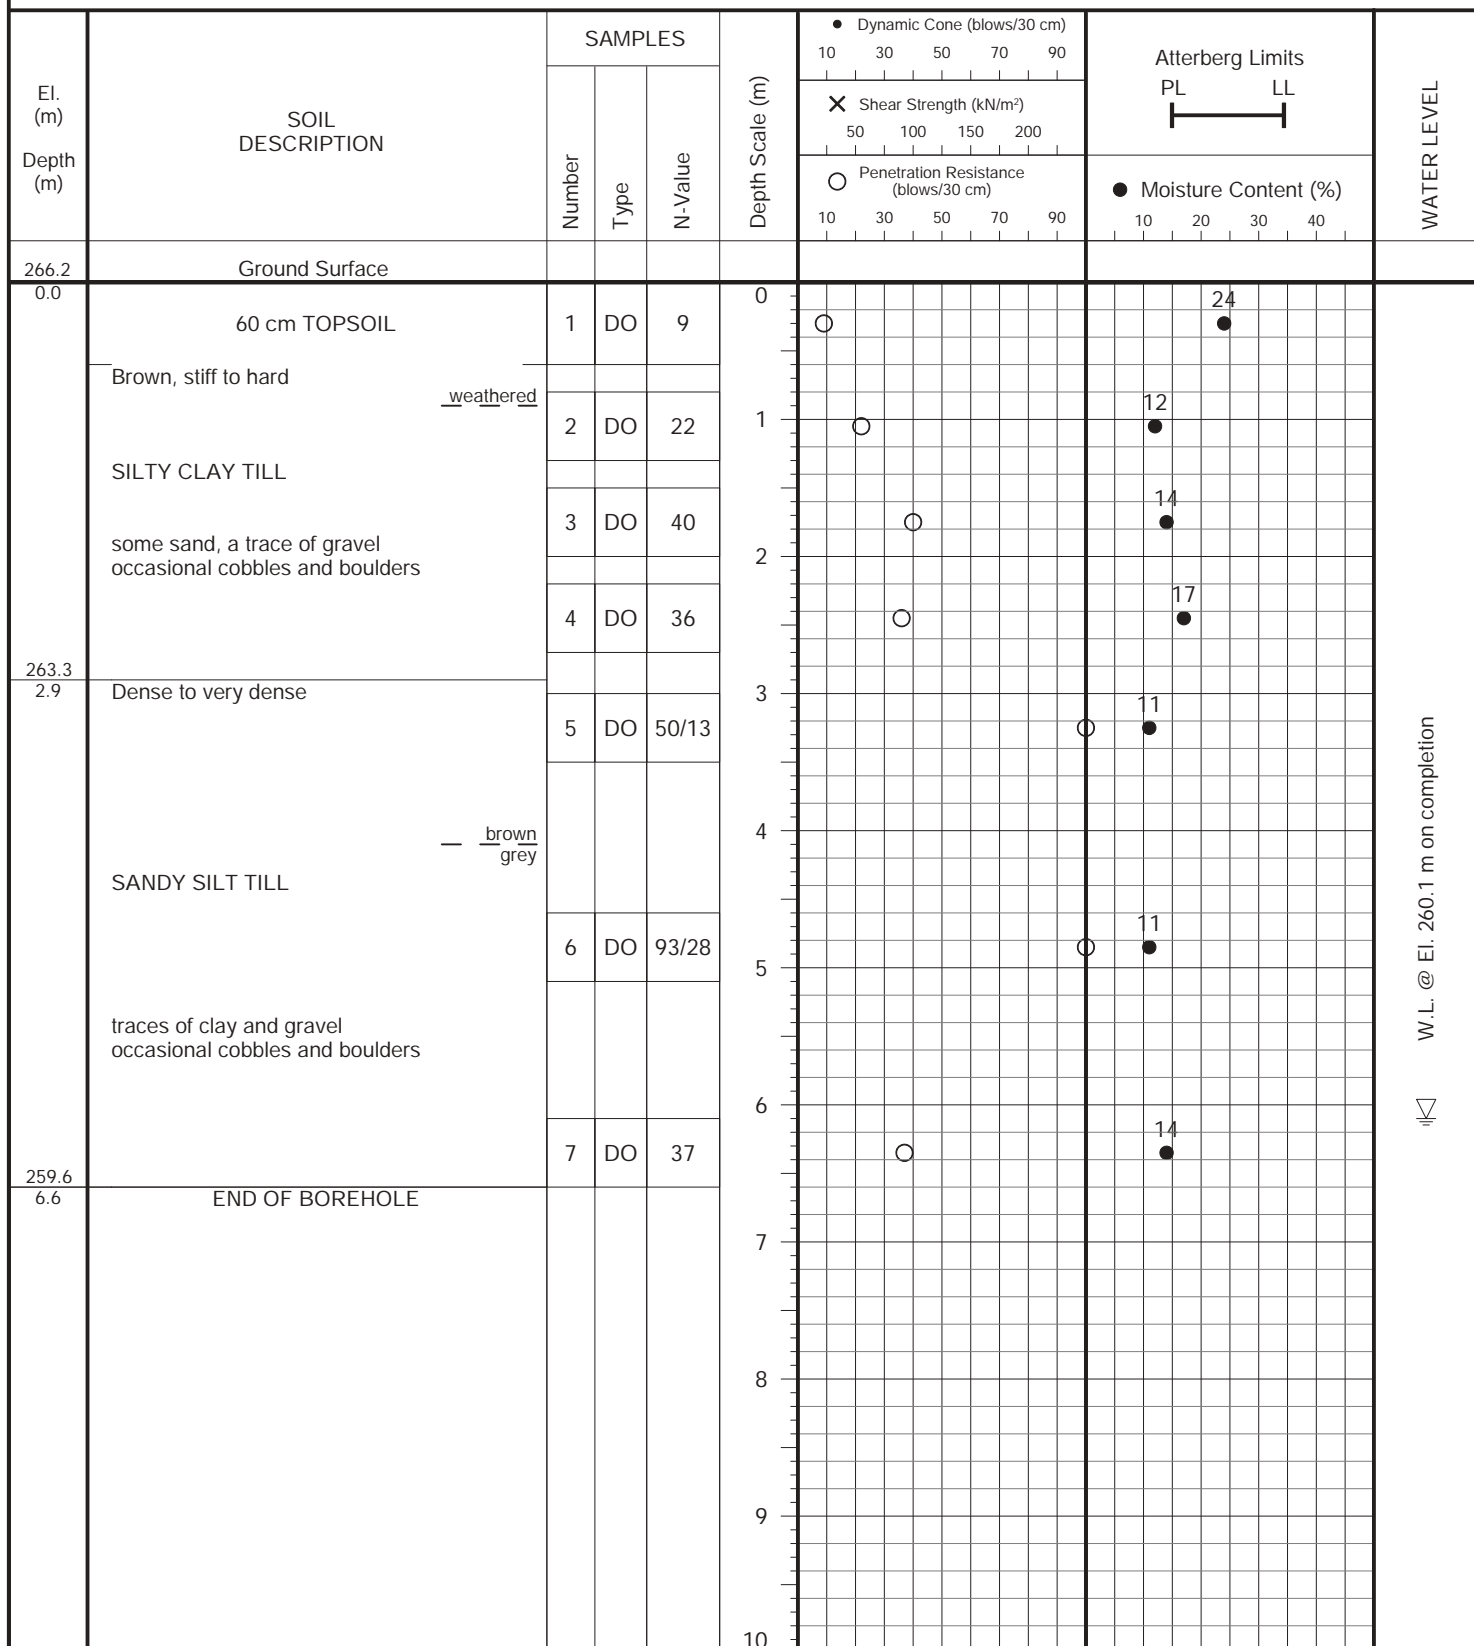 El.
(m)
Depth
(m)
SOIL
DESCRIPTION
SAMPLES
Number
Type
N-Value
Depth Scale (m)
Dynamic Cone (blows/30 cm)
10 30 50 70 90
Shear Strength (kN/m²)
50 100 150 200
Penetration Resistance
(blows/30 cm)
10 30 50 70 90
Atterberg Limits
PL LL
Moisture Content (%)
10 20 30 40
WATER LEVEL
266.2 Ground Surface
0.0
0
24
60 cm TOPSOIL 1 DO 9
Brown, stiff to hard
weathered
12
1
2 DO 22
SILTY CLAY TILL
14
3 DO 40
some sand, a trace of gravel
occasional cobbles and boulders
2
17
4 DO 36
263.3
2.9 Dense to very dense
3
11
5 DO 50/13
4
brown
grey
SANDY SILT TILL
11
6 DO 93/28
5
traces of clay and gravel
occasional cobbles and boulders
6
14
7 DO 37
259.6
6.6 END OF BOREHOLE
7
8
9
10
W.L. @ El. 260.1 m on completion